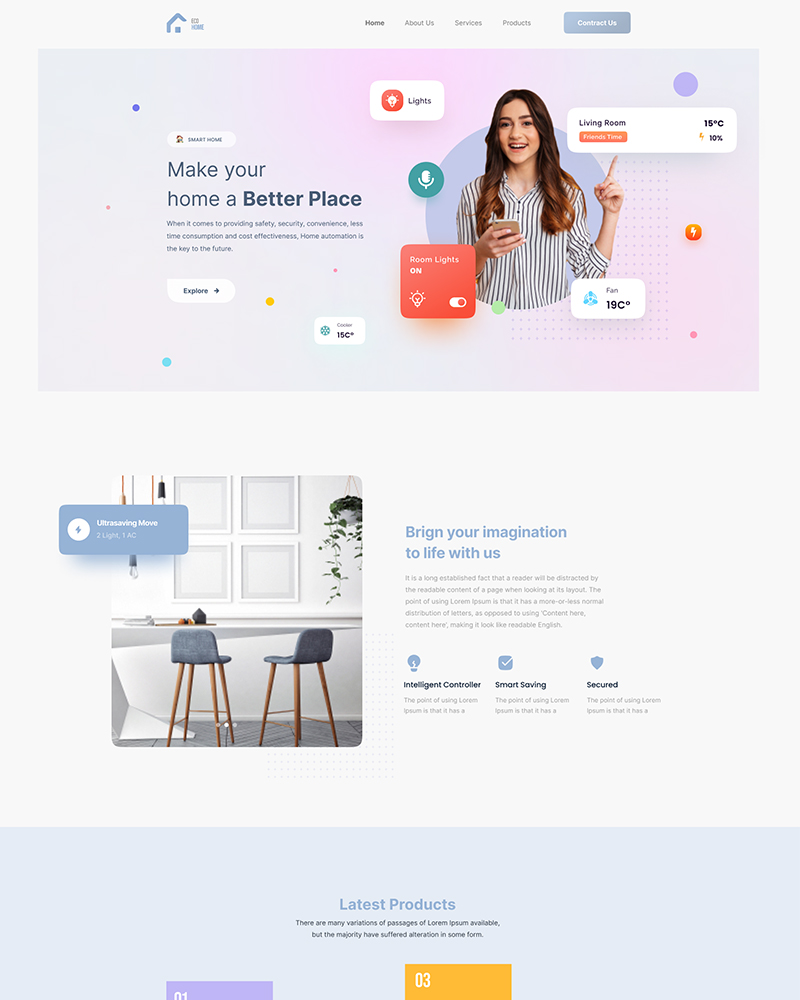 ECO
HOME
Home
About Us
Services
Products
Contract Us
SMART HOME
Make your
home a Better Place
When it comes to providing safety, security, convenience, less
time consumption and cost effectiveness, Home automation is
the key to the future.
Explore
Lights
Living Room
15°C
Friends Time
10%
Room Lights
ON
Fan
19C°
Cooler
15C°
Ultrasaving Move
2 Light, 1 AC
Brign your imagination
to life with us
It is a long established fact that a reader will be distracted by
the readable content of a page when looking at its layout. The
point of using Lorem Ipsum is that it has a more-or-less normal
distribution of letters, as opposed to using 'Content here,
content here', making it look like readable English.
Intelligent Controller
The point of using Lorem
Ipsum is that it has a
Smart Saving
The point of using Lorem
Ipsum is that it has a
Secured
The point of using Lorem
Ipsum is that it has a
Latest Products
There are many variations of passages of Lorem Ipsum available,
but the majority have suffered alteration in some form.
01
03